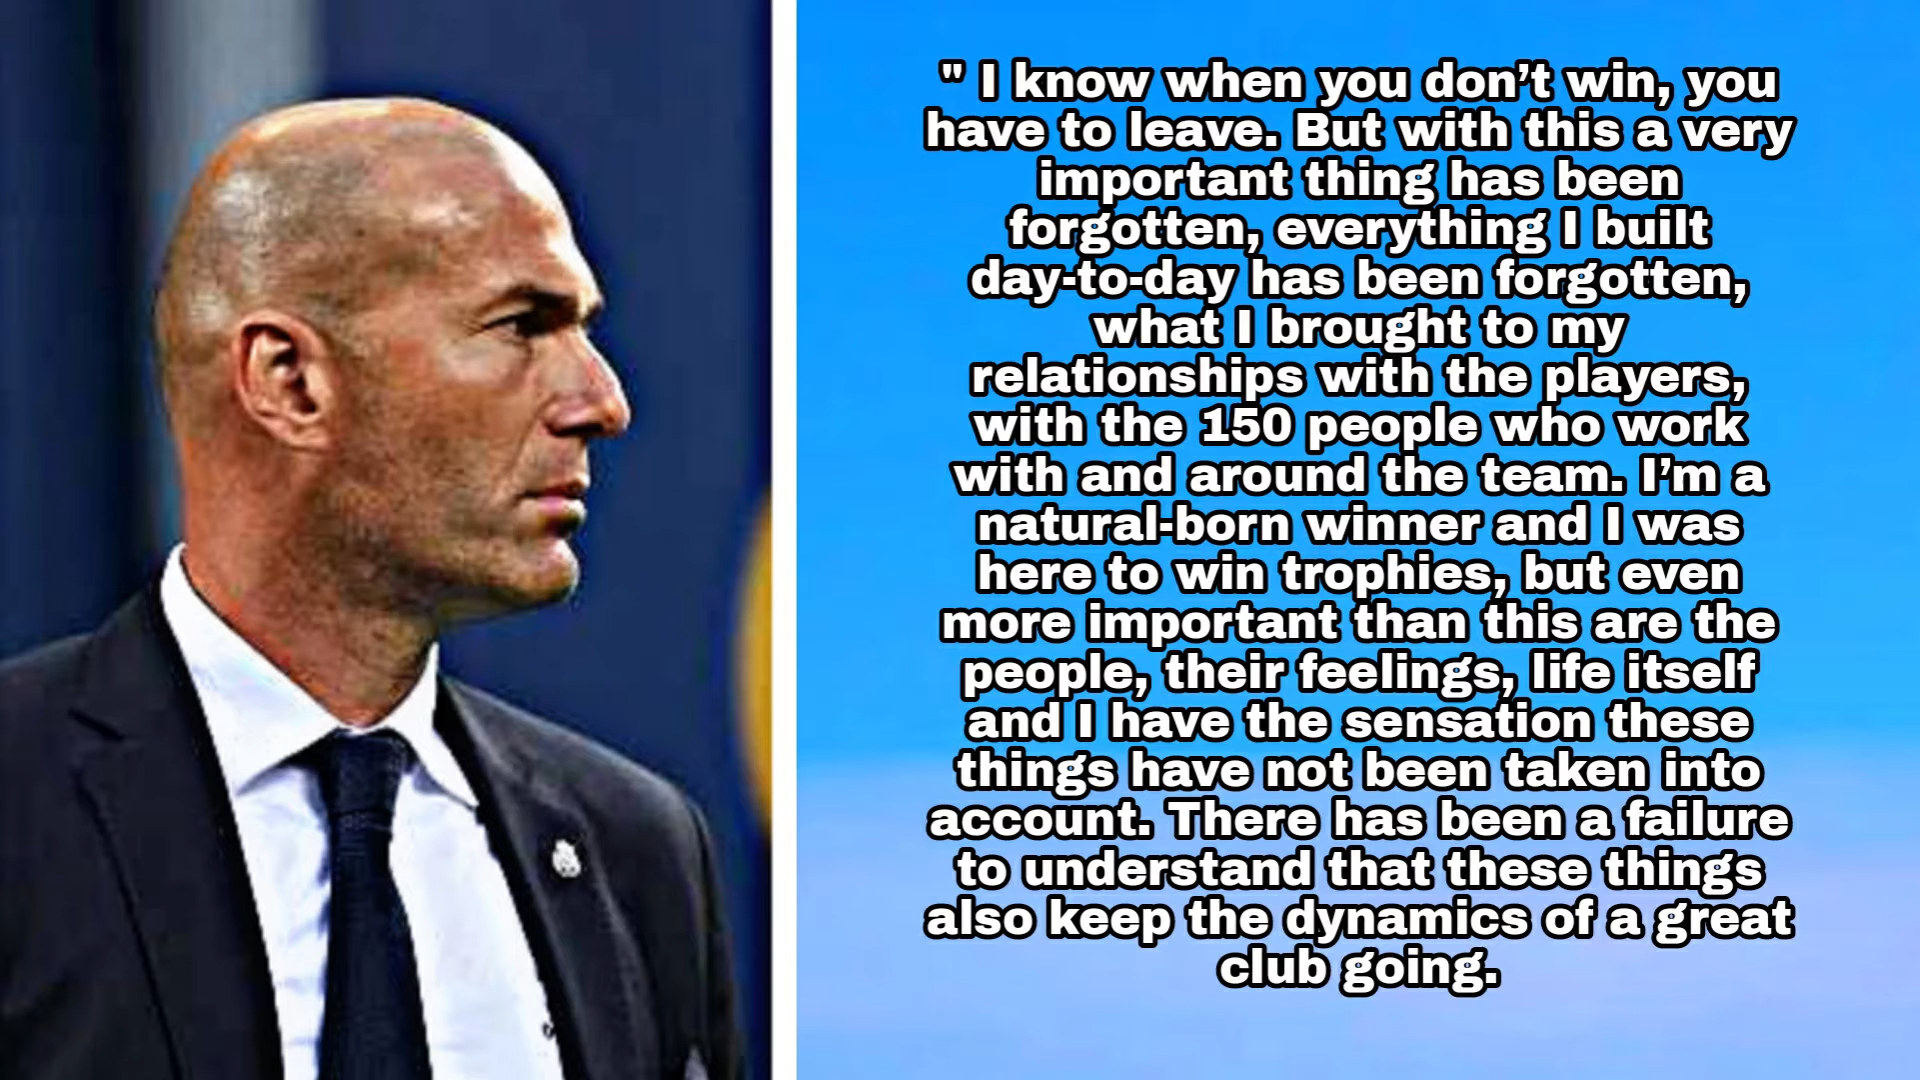 " I know when you don’t win, you
have to leave. But with this a very
important thing has been
forgotten, everything I built
day-to-day has been forgotten,
what I brought to my
relationships with the players,
with the 150 people who work
with and around the team. I’m a
natural-born winner and I was
here to win trophies, but even
more important than this are the
people, their feelings, life itself
and I have the sensation these
things have not been taken into
account. There has been a failure
to understand that these things
also keep the dynamics of a great
club going.